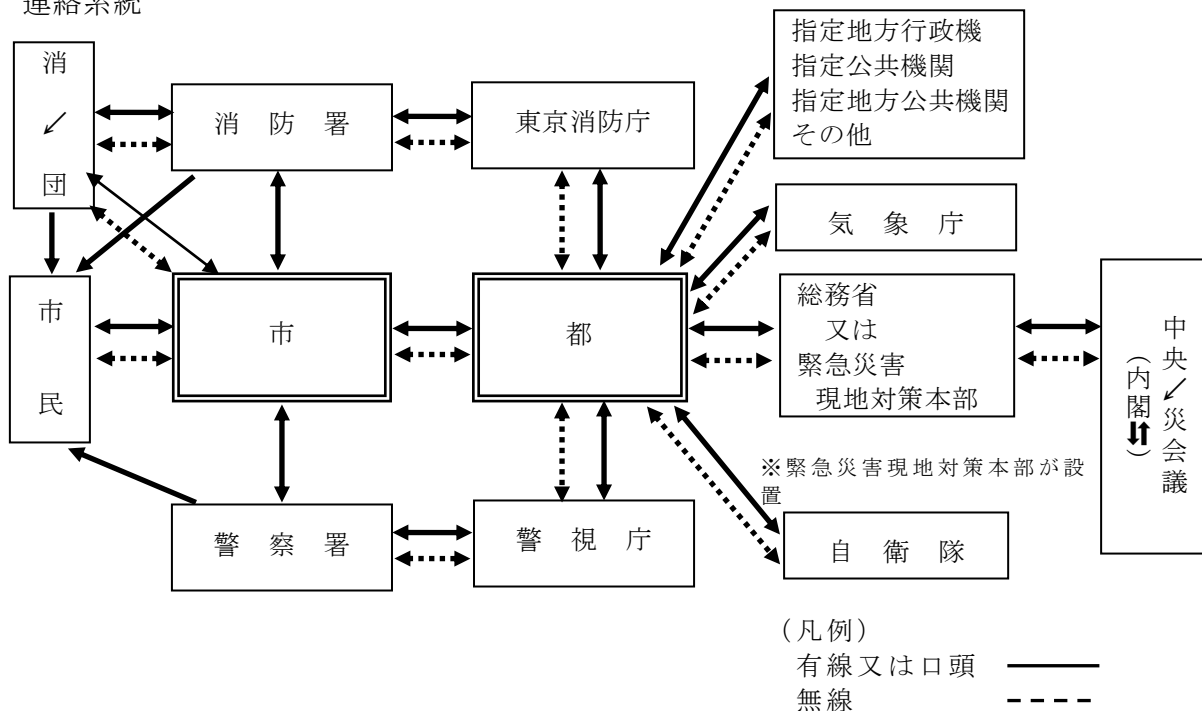 連絡系統
消↙団
消防署
東京消防庁
指定地方行政機
指定公共機関
指定地方公共機関
その他
気象庁
市民
市
都
総務省
又は
緊急災害
現地対策本部
中央↙災会議
(内閣⇅)
※緊急災害現地対策本部が設
置
警察署
警視庁
自衛隊
(凡例)
有線又は口頭
無線